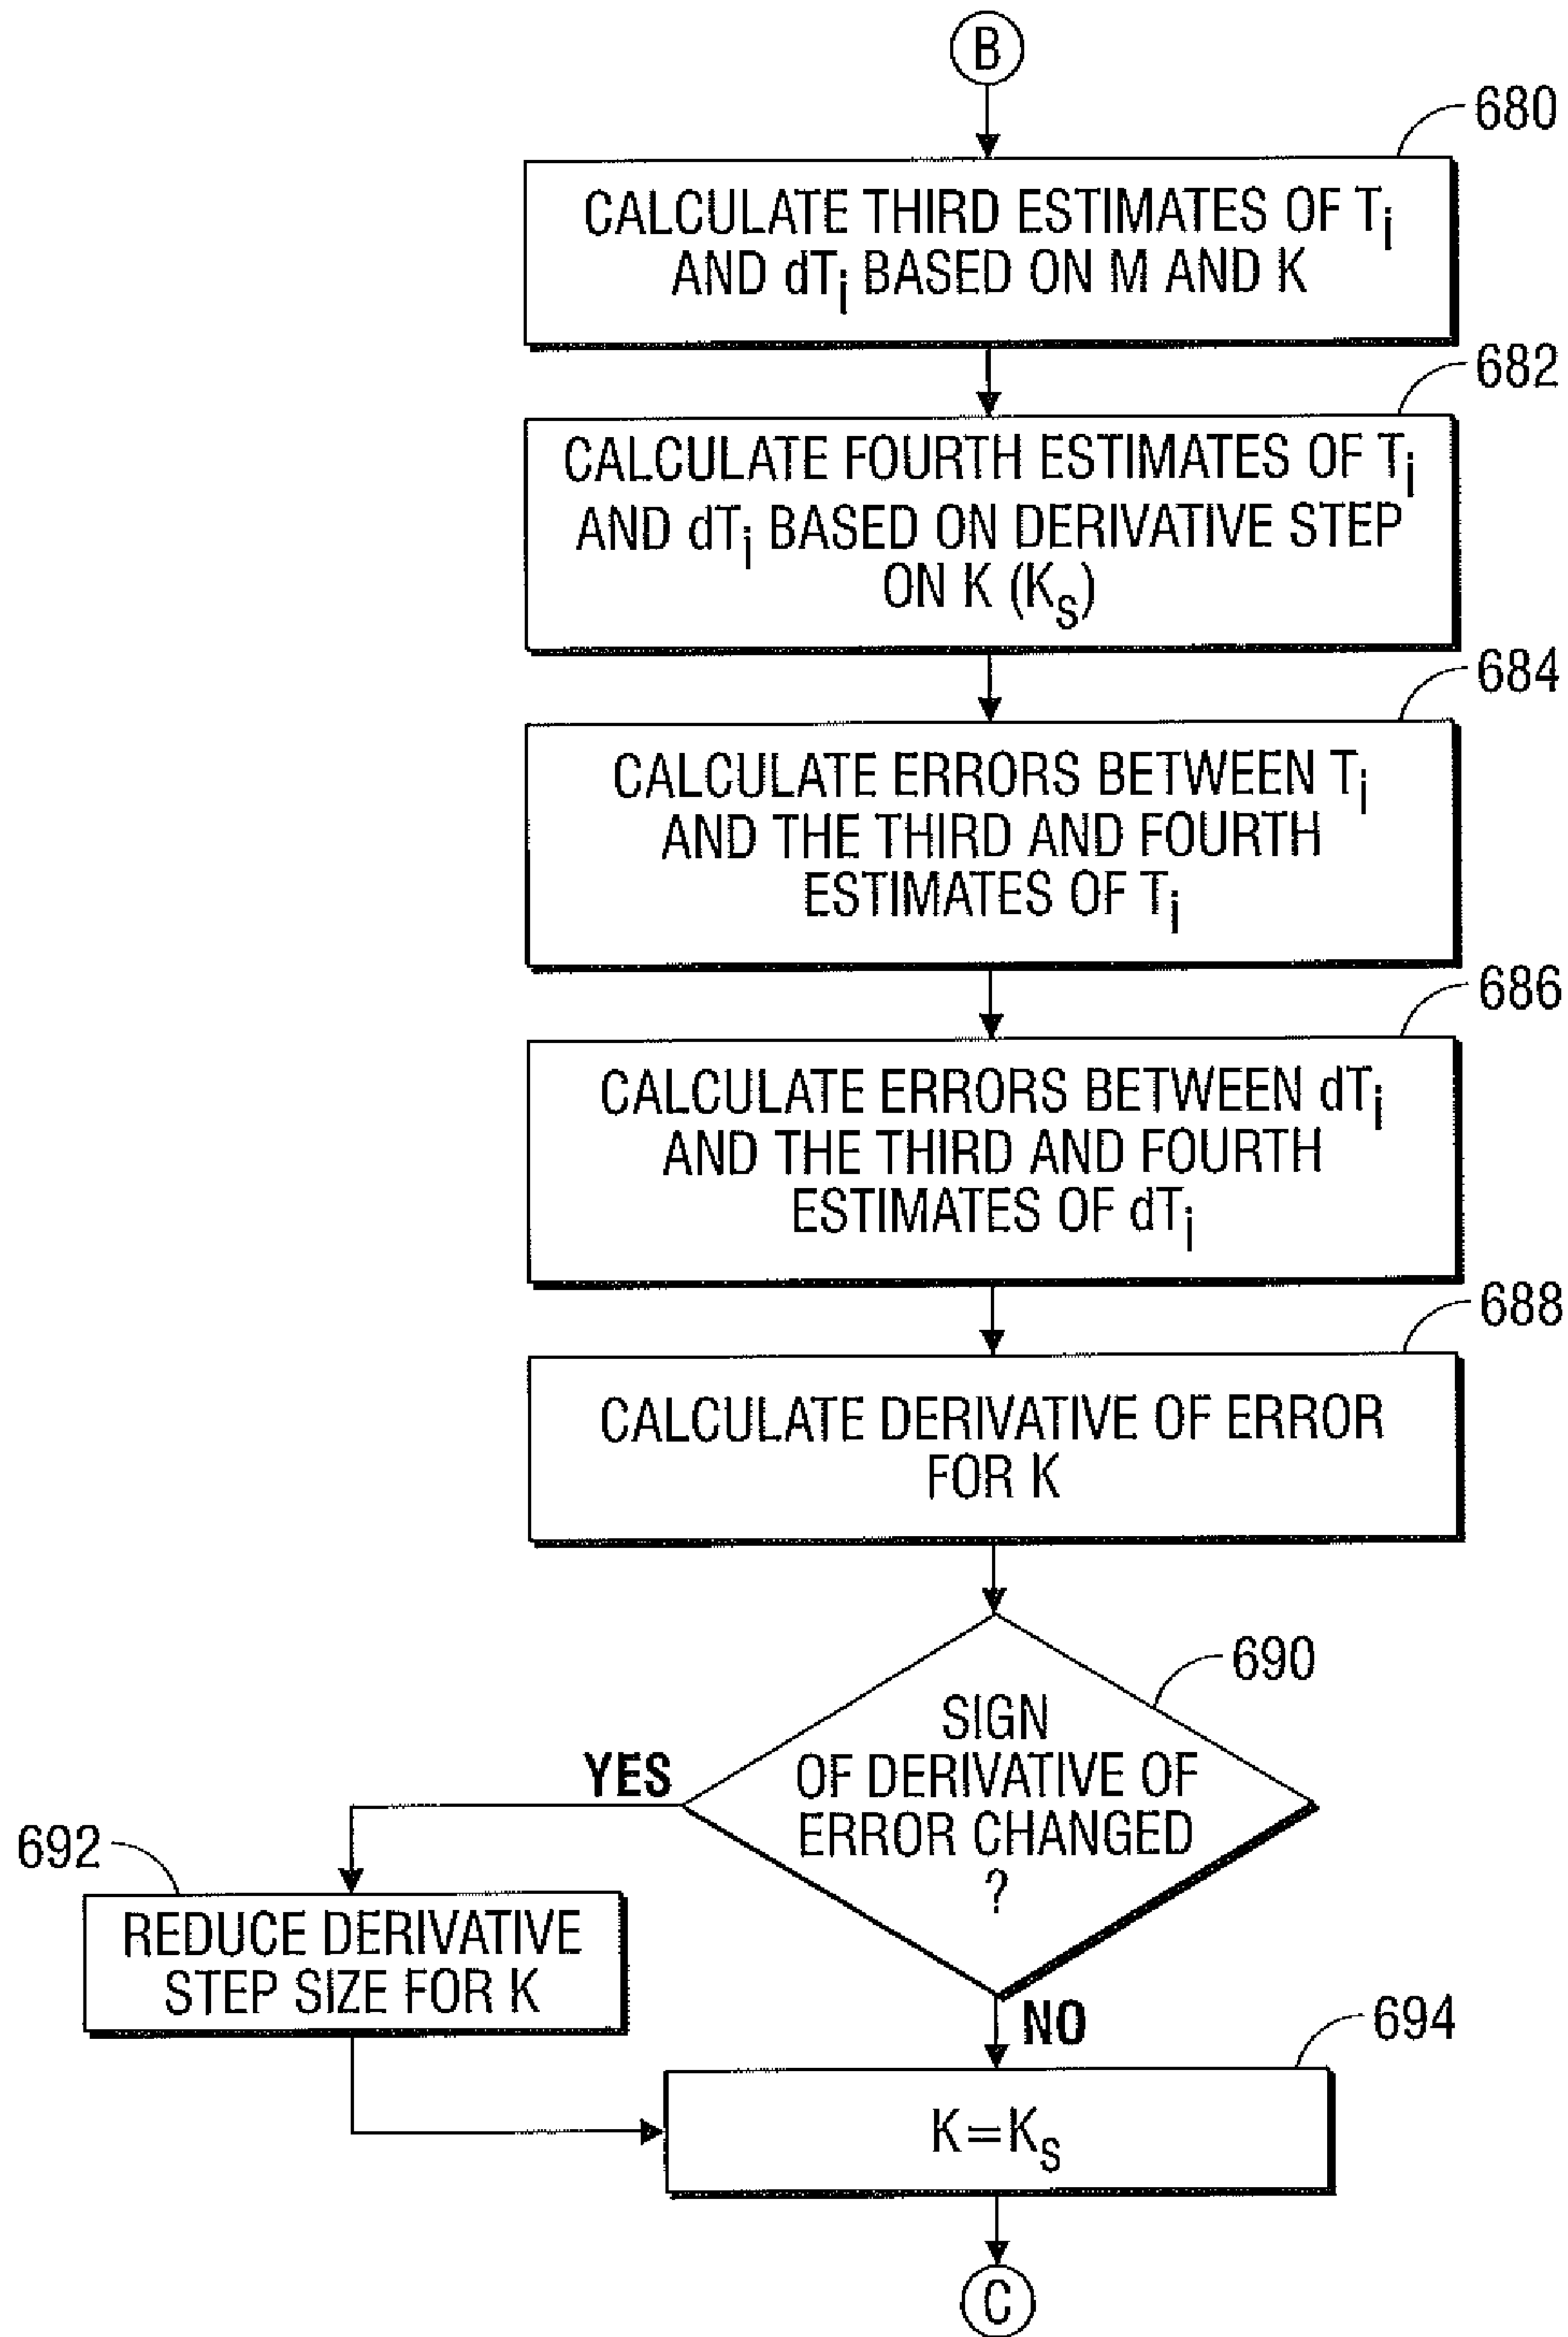 B
680
CALCULATE THIRD ESTIMATES OF Ti
AND dTi BASED ON M AND K
682
CALCULATE FOURTH ESTIMATES OF Ti
AND dTi BASED ON DERIVATIVE STEP
ON K (KS)
684
CALCULATE ERRORS BETWEEN Ti
AND THE THIRD AND FOURTH
ESTIMATES OF Ti
686
CALCULATE ERRORS BETWEEN dTi
AND THE THIRD AND FOURTH
ESTIMATES OF dTi
688
CALCULATE DERIVATIVE OF ERROR
FOR K
690
SIGN
OF DERIVATIVE OF
ERROR CHANGED
?
YES
692
REDUCE DERIVATIVE
STEP SIZE FOR K
NO
694
K=KS
C